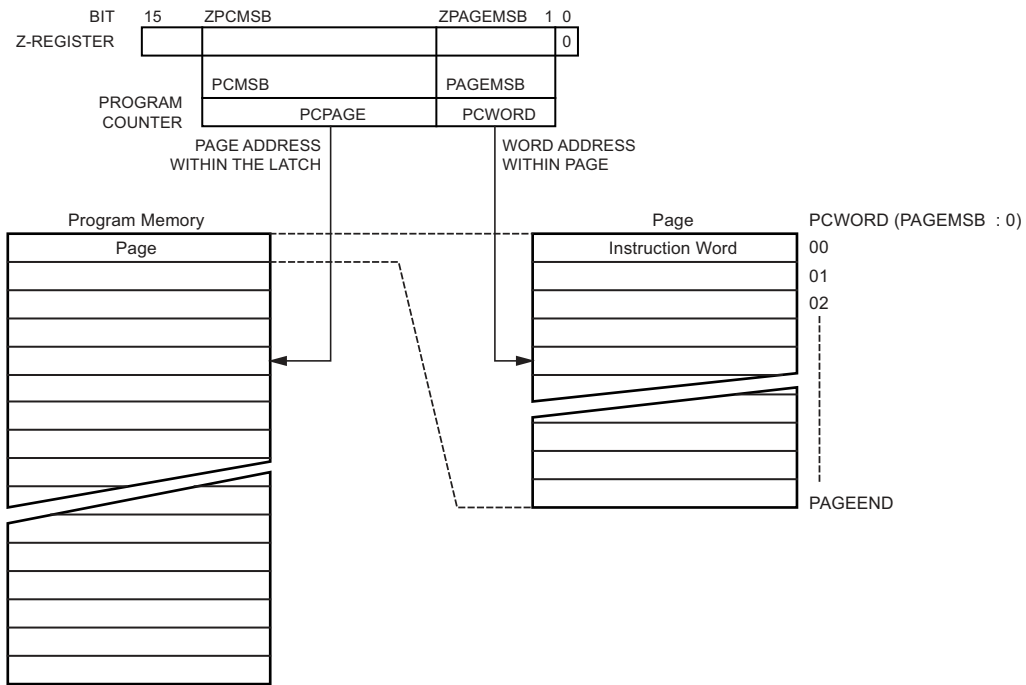 BIT 15 ZPCMSB ZPAGEMSB 1 0
Z-REGISTER 0
PCMSB PAGEMSB
PROGRAM
COUNTER
PCPAGE PCWORD
PAGE ADDRESS
WITHIN THE LATCH
WORD ADDRESS
WITHIN PAGE
Program Memory
Page
Page
Instruction Word
PCWORD (PAGEMSB : 0)
00
01
02
PAGEEND